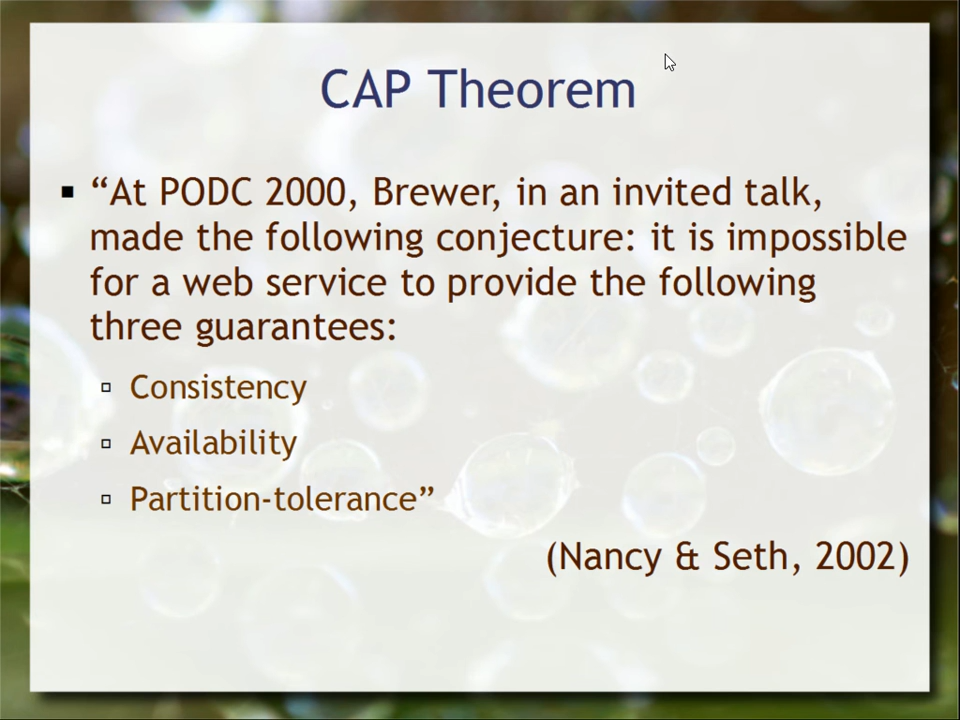 CAP Theorem
“At PODC 2000, Brewer, in an invited talk,
made the following conjecture: it is impossible
for a web service to provide the following
three guarantees:
Consistency
Availability
Partition-tolerance”
(Nancy & Seth, 2002)